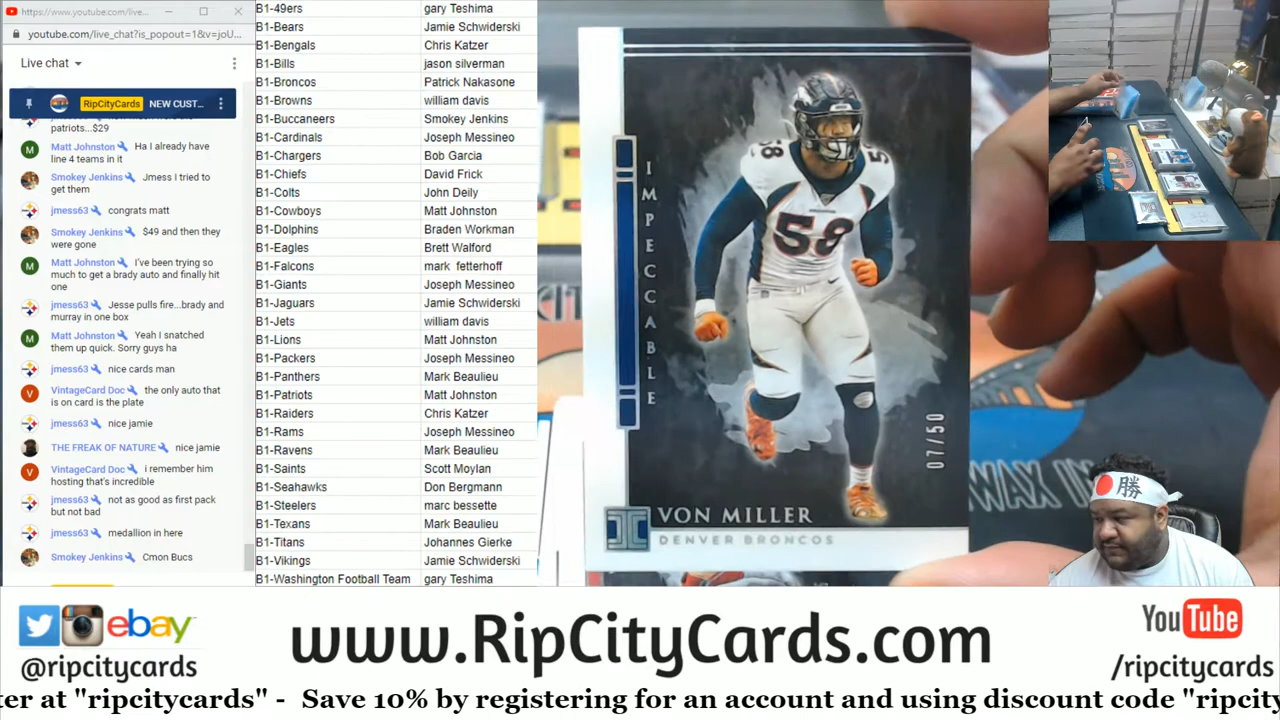 https://www.youtube.com/live...
youtube.com/live_chat?is_popout=1&v=joU...
Live chat
RipCityCards NEW CUST...
patriots...$29
Matt Johnston Ha I already have
line 4 teams in it
Smokey Jenkins Jmess I tried to
get them
jmess63 congrats matt
Smokey Jenkins $49 and then they
were gone
Matt Johnston I've been trying so
much to get a brady auto and finally hit
one
jmess63 Jesse pulls fire...brady and
murray in one box
Matt Johnston Yeah I snatched
them up quick. Sorry guys ha
jmess63 nice cards man
VintageCard Doc the only auto that
is on card is the plate
jmess63 nice jamie
THE FREAK OF NATURE nice jamie
VintageCard Doc i remember him
hosting that's incredible
jmess63 not as good as first pack
but not bad
jmess63 medallion in here
Smokey Jenkins Cmon Bucs
B1-49ers gary Teshima
B1-Bears Jamie Schwiderski
B1-Bengals Chris Katzer
B1-Bills jason silverman
B1-Broncos Patrick Nakasone
B1-Browns william davis
B1-Buccaneers Smokey Jenkins
B1-Cardinals Joseph Messineo
B1-Chargers Bob Garcia
B1-Chiefs David Frick
B1-Colts John Deily
B1-Cowboys Matt Johnston
B1-Dolphins Braden Workman
B1-Eagles Brett Walford
B1-Falcons mark fetterhoff
B1-Giants Joseph Messineo
B1-Jaguars Jamie Schwiderski
B1-Jets william davis
B1-Lions Matt Johnston
B1-Packers Joseph Messineo
B1-Panthers Mark Beaulieu
B1-Patriots Matt Johnston
B1-Raiders Chris Katzer
B1-Rams Joseph Messineo
B1-Ravens Mark Beaulieu
B1-Saints Scott Moylan
B1-Seahawks Don Bergmann
B1-Steelers marc bessette
B1-Texans Mark Beaulieu
B1-Titans Johannes Gierke
B1-Vikings Jamie Schwiderski
B1-Washington Football Team gary Teshima
IMPECCABLE
58
58
07/50
VON MILLER
DENVER BRONCOS
WAX IN
勝
ebay
@ripcitycards
www.RipCityCards.com
YouTube
/ripcitycards
ter at "ripcitycards" - Save 10% by registering for an account and using discount code "ripcity